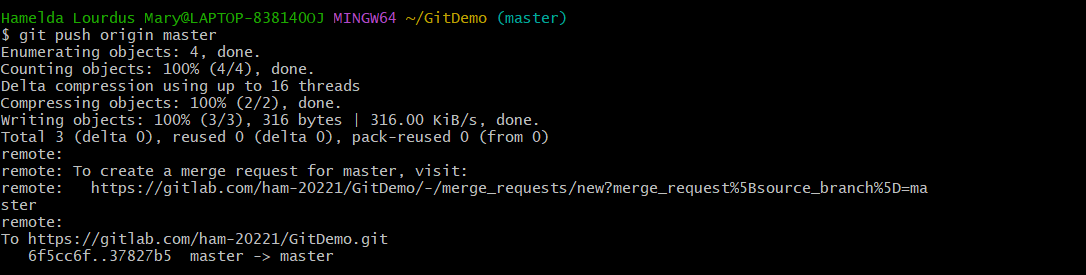 Hamelda Lourdus Mary@LAPTOP-838140OJ MINGW64 ~/GitDemo (master)
$ git push origin master
Enumerating objects: 4, done.
Counting objects: 100% (4/4), done.
Delta compression using up to 16 threads
Compressing objects: 100% (2/2), done.
Writing objects: 100% (3/3), 316 bytes | 316.00 KiB/s, done.
Total 3 (delta 0), reused 0 (delta 0), pack-reused 0 (from 0)
remote:
remote: To create a merge request for master, visit:
remote:   https://gitlab.com/ham-20221/GitDemo/-/merge_requests/new?merge_request%5Bsource_branch%5D=ma
ster
remote:
To https://gitlab.com/ham-20221/GitDemo.git
   6f5cc6f..37827b5  master -> master